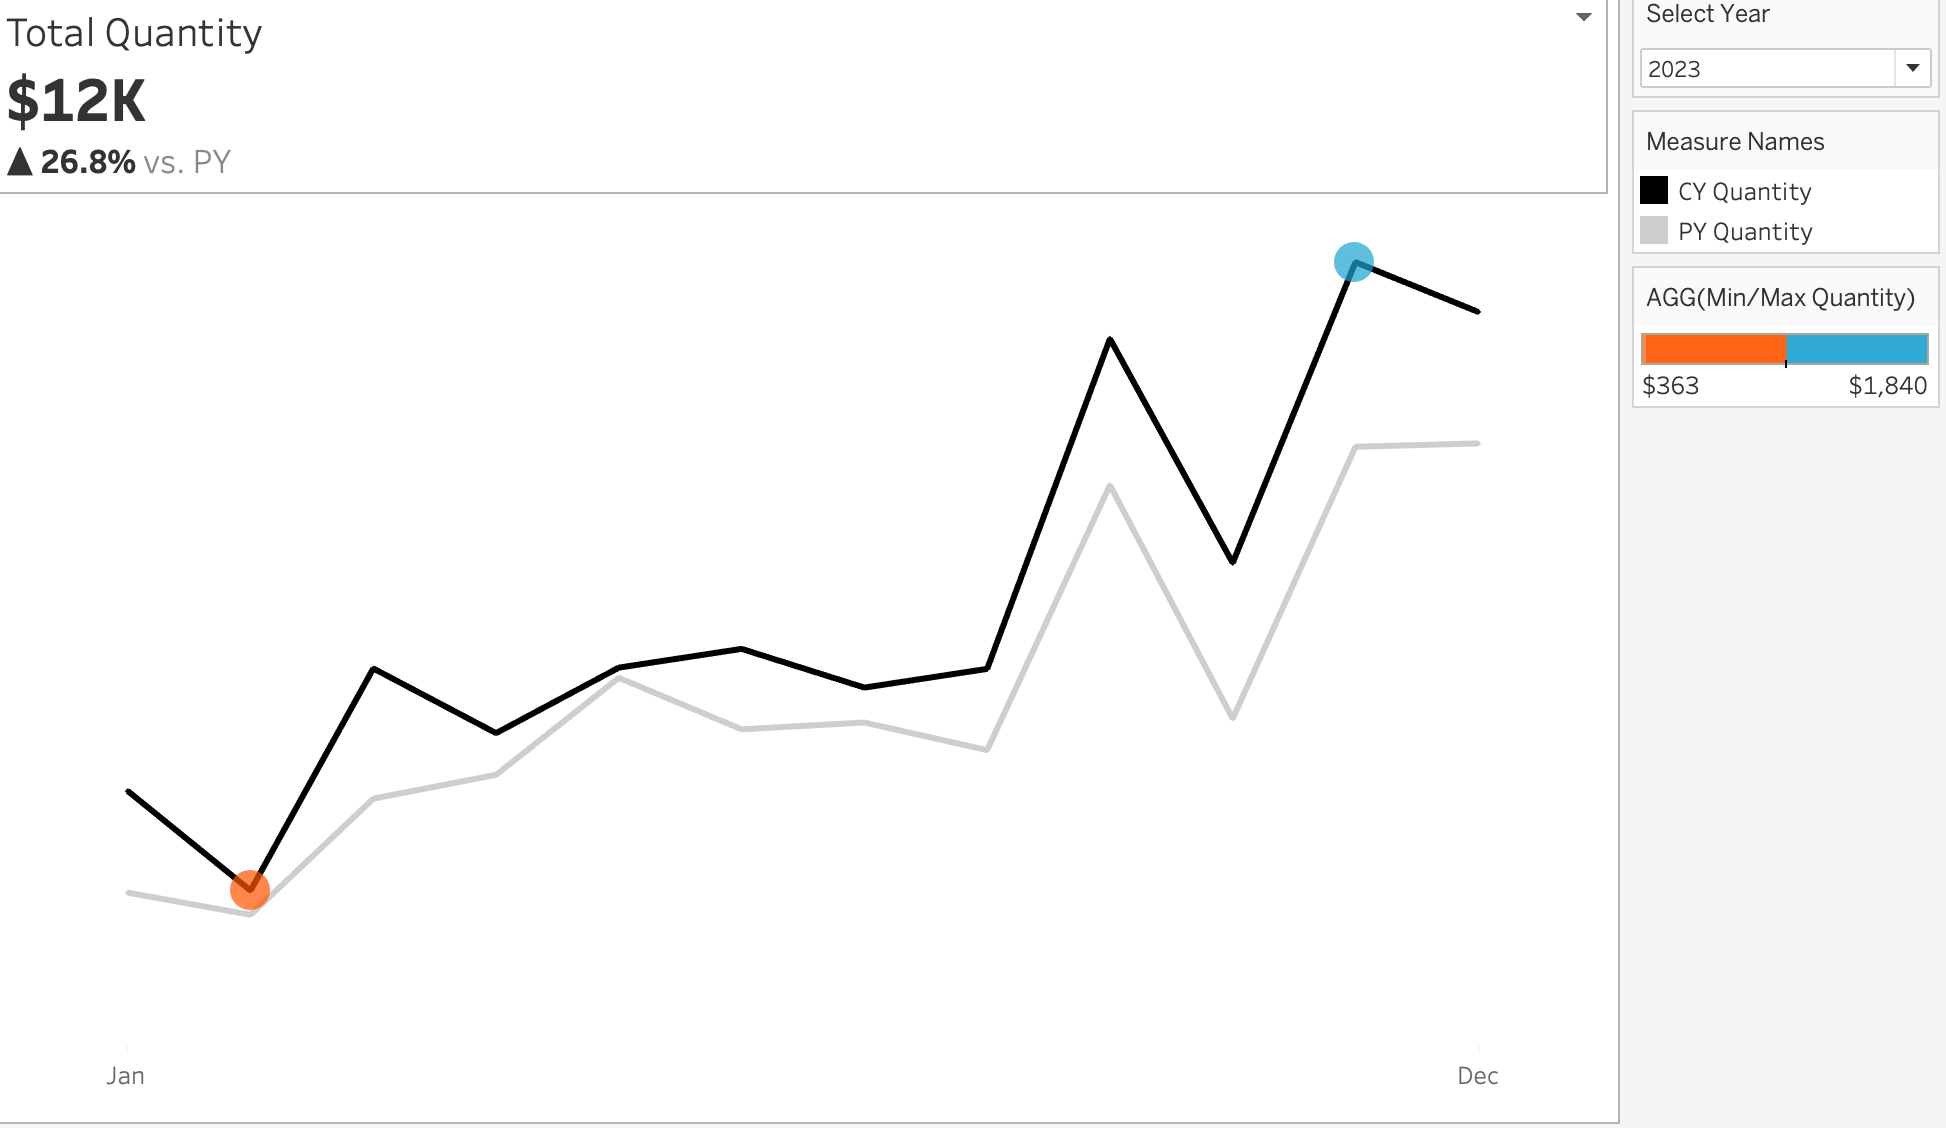 Total Quantity
$12K
▲ 26.8% vs. PY
Jan
Dec
Select Year
2023
Measure Names
CY Quantity
PY Quantity
AGG(Min/Max Quantity)
$363 $1,840